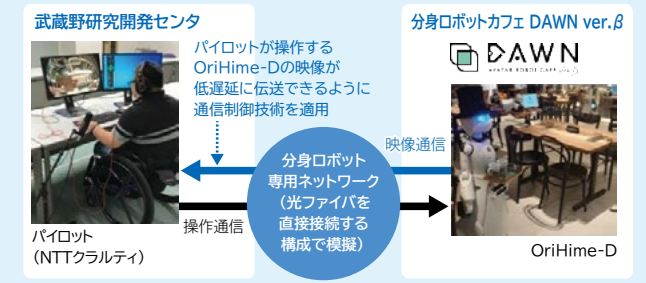 武蔵野研究開発センタ
パイロットが操作する
OriHime-Dの映像が
低遅延に伝送できるように
通信制御技術を適用
分身ロボットカフェ DAWN ver.β
DAWN
AVATAR ROBOT CAFE ver.β
映像通信
分身ロボット
専用ネットワーク
（光ファイバを
直接接続する
構成で模擬）
操作通信
パイロット
（NTTクラルティ）
OriHime-D